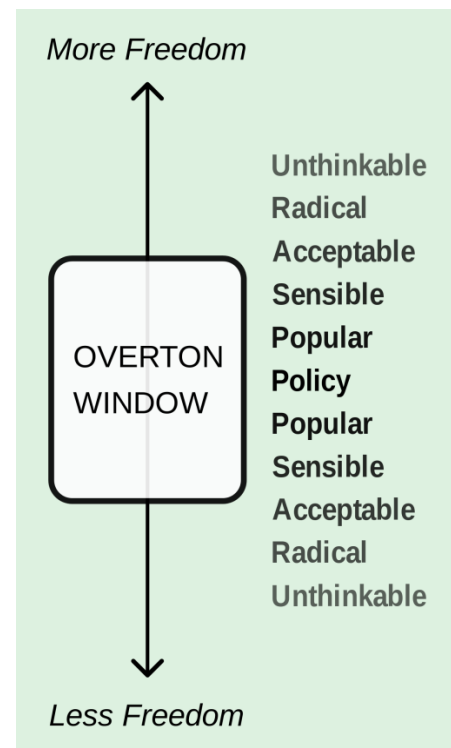 More Freedom
Unthinkable
Radical
Acceptable
Sensible
Popular
Policy
Popular
Sensible
Acceptable
Radical
Unthinkable
OVERTON
WINDOW
Less Freedom